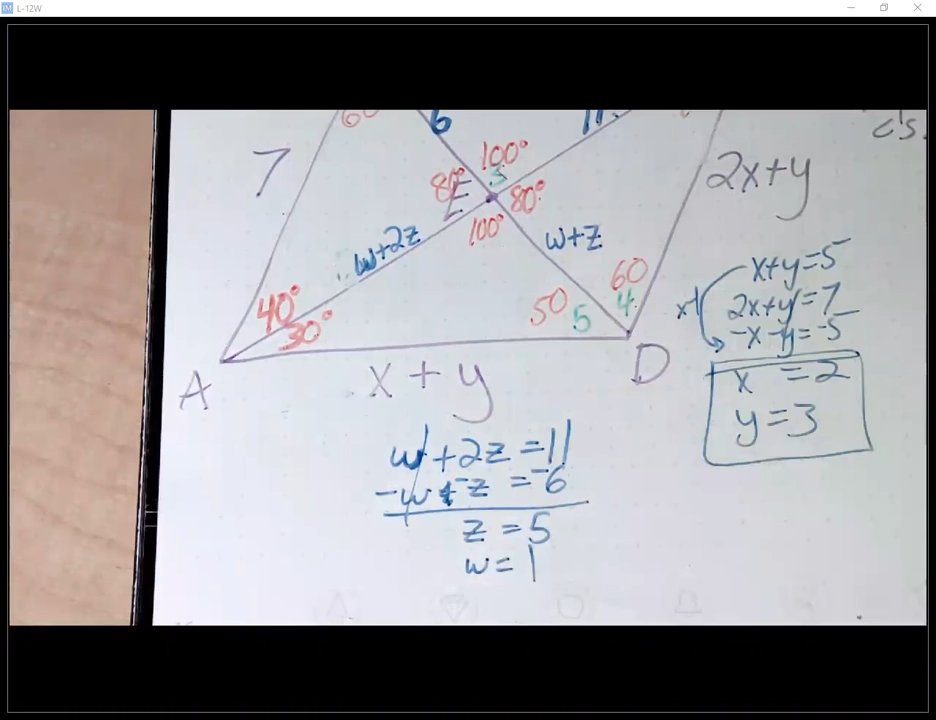 L-12W
60
6
11
c's.
7
100°
3
80°
E
80°
100°
2x+y
w+2z
w+z
x+y=5
2x+y=7
-x-y=-5
x =2
y=3
40°
30°
50
5
60
4
A
x+y
D
w+2z=11
-w+-z=-6
z=5
w=1